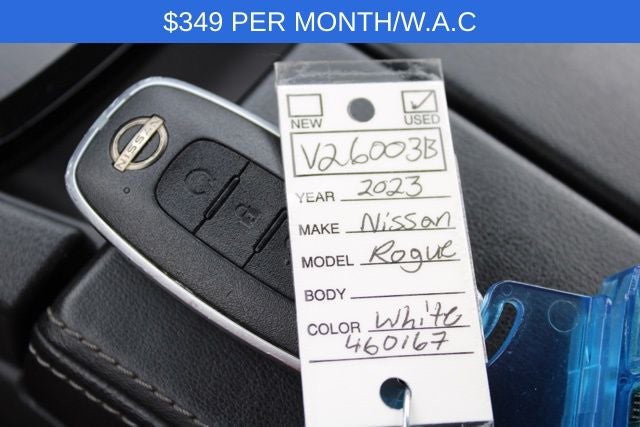 $349 PER MONTH/W.A.C
NISSAN
NEW USED
V26003B
YEAR 2023
MAKE Nissan
MODEL Rogue
BODY
COLOR White
460167